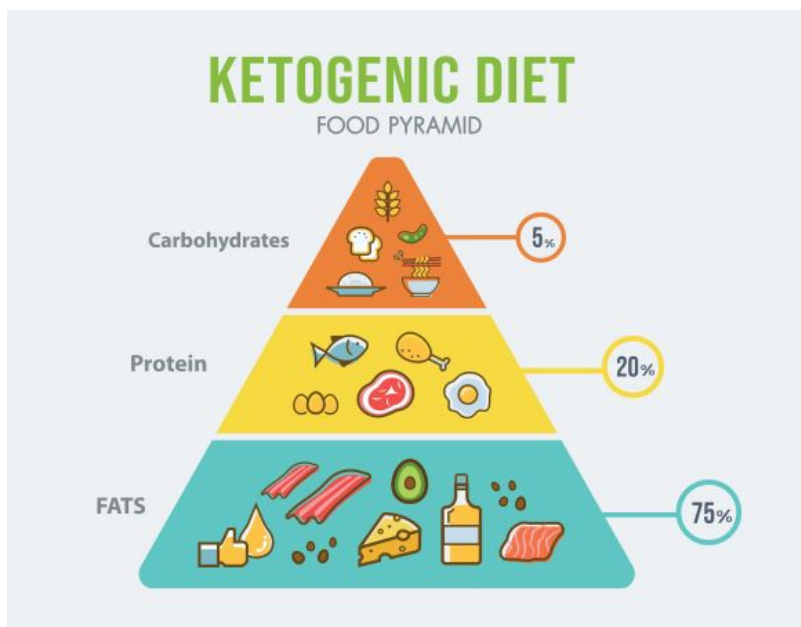 KETOGENIC DIET
FOOD PYRAMID
Carbohydrates
5%
Protein
20%
FATS
75%